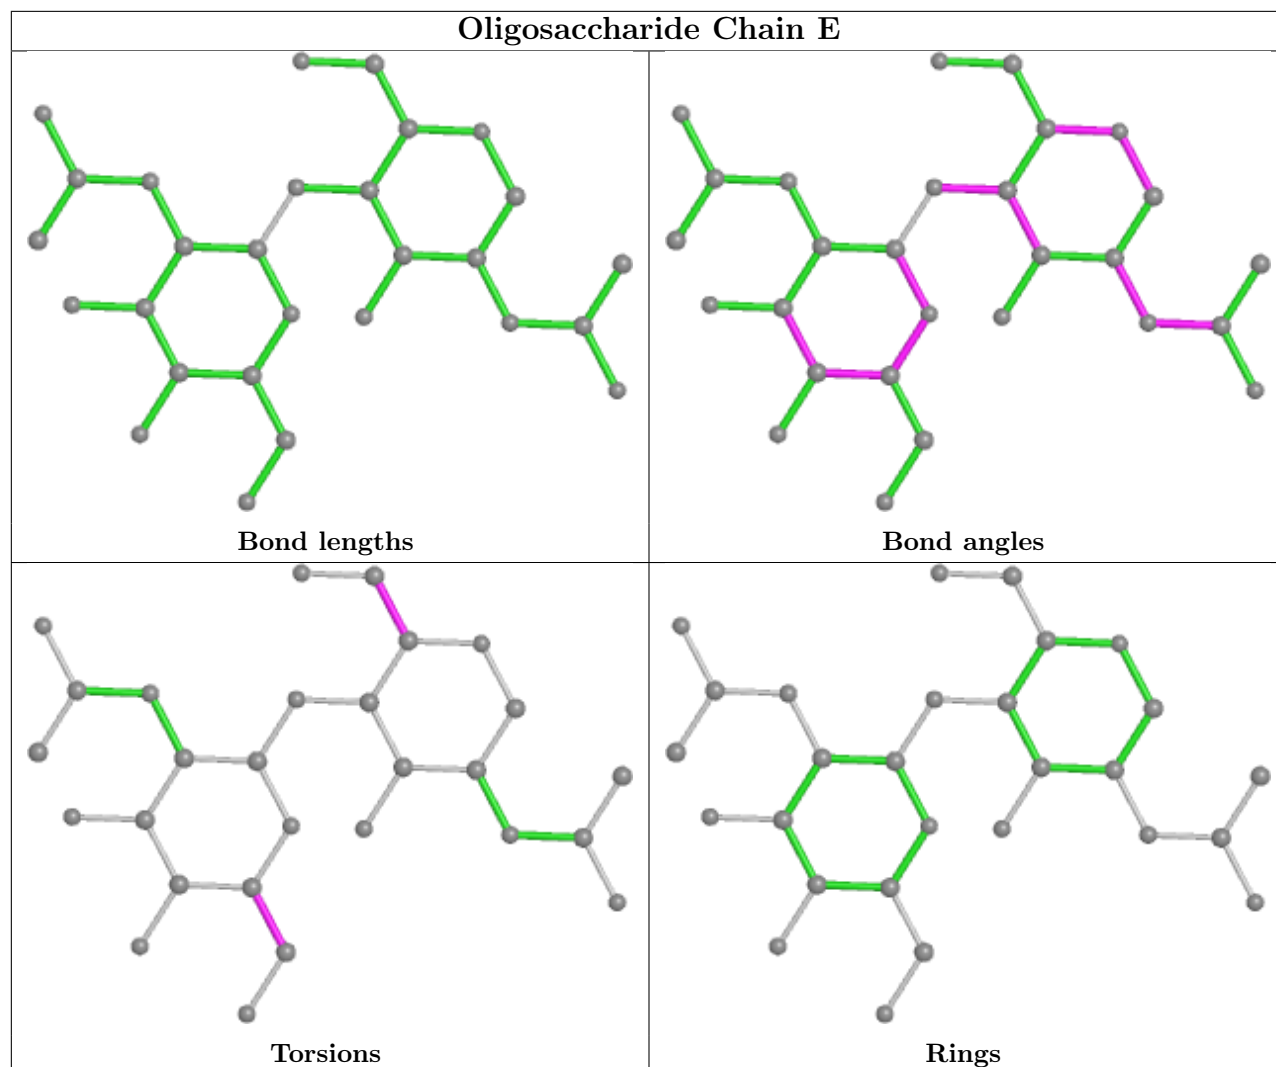 Oligosaccharide Chain E
Bond lengths
Bond angles
Torsions
Rings